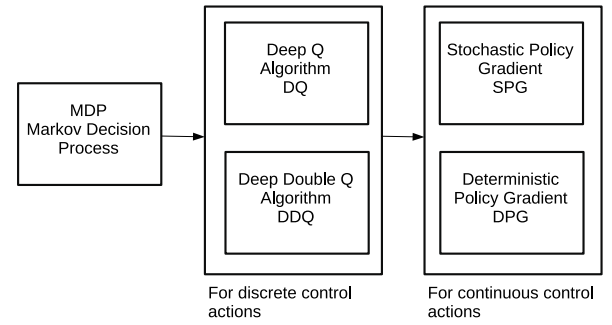 MDP
Markov Decision
Process
Deep Q
Algorithm
DQ
Deep Double Q
Algorithm
DDQ
For discrete control
actions
Stochastic Policy
Gradient
SPG
Deterministic
Policy Gradient
DPG
For continuous control
actions